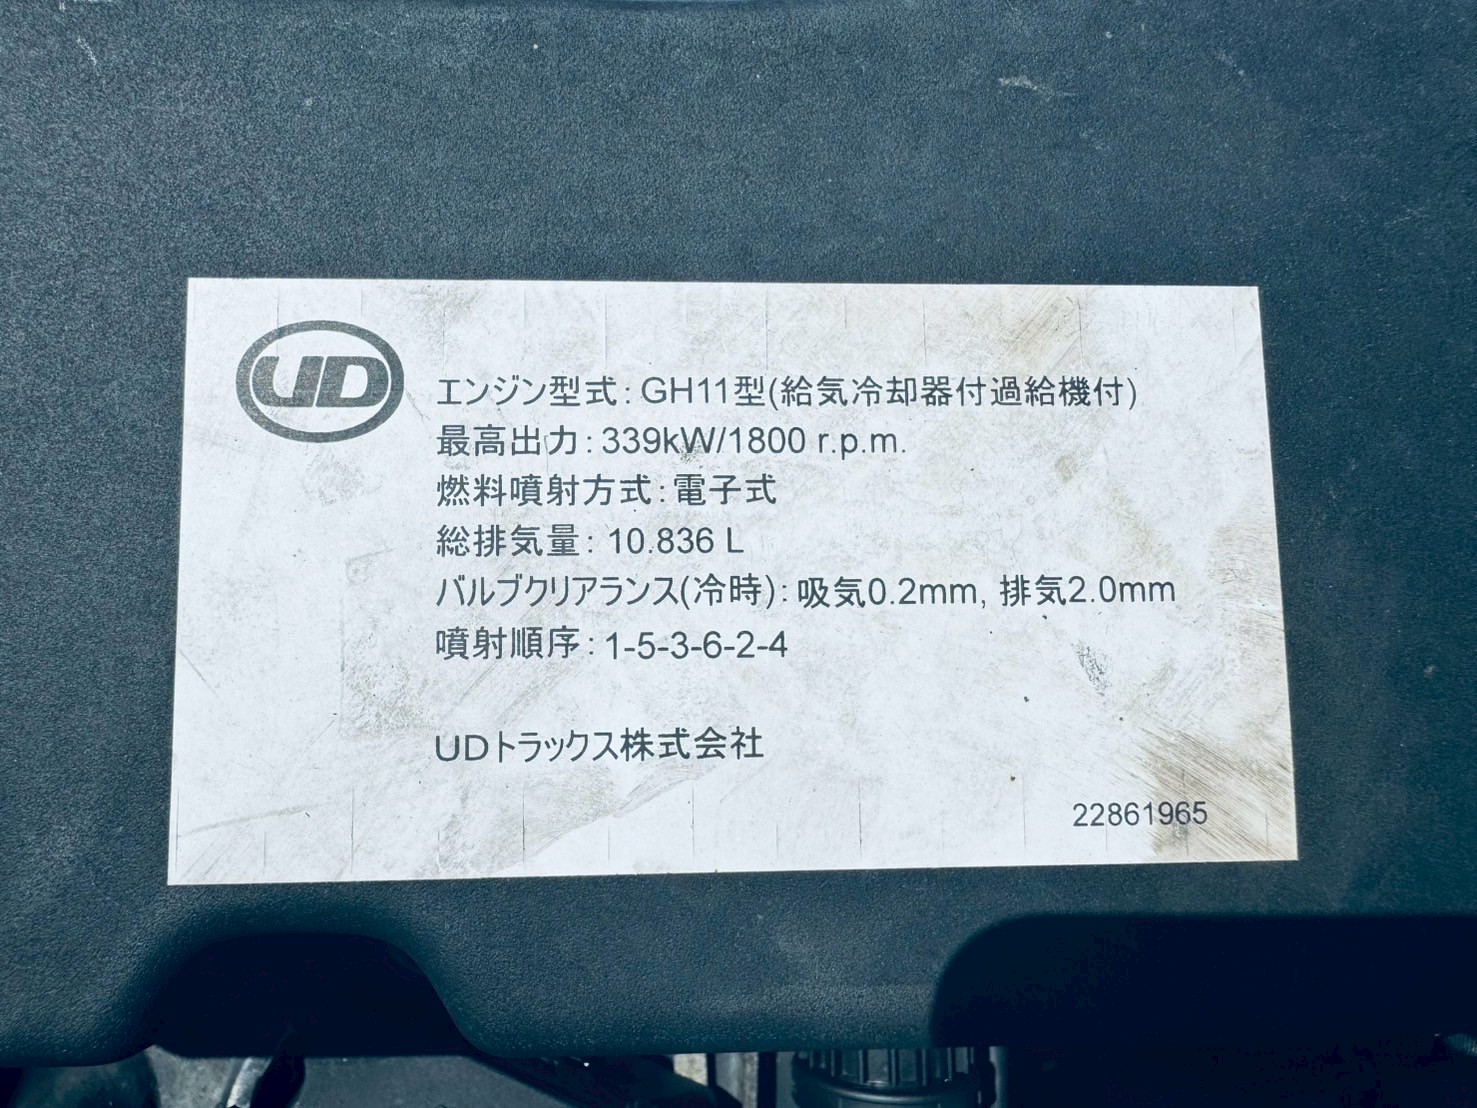 UD
エンジン型式：GH11型(給気冷却器付過給機付)
最高出力：339kW/1800 r.p.m.
燃料噴射方式：電子式
総排気量：10.836 L
バルブクリアランス(冷時)：吸気0.2mm, 排気2.0mm
噴射順序：1-5-3-6-2-4
UDトラックス株式会社
22861965